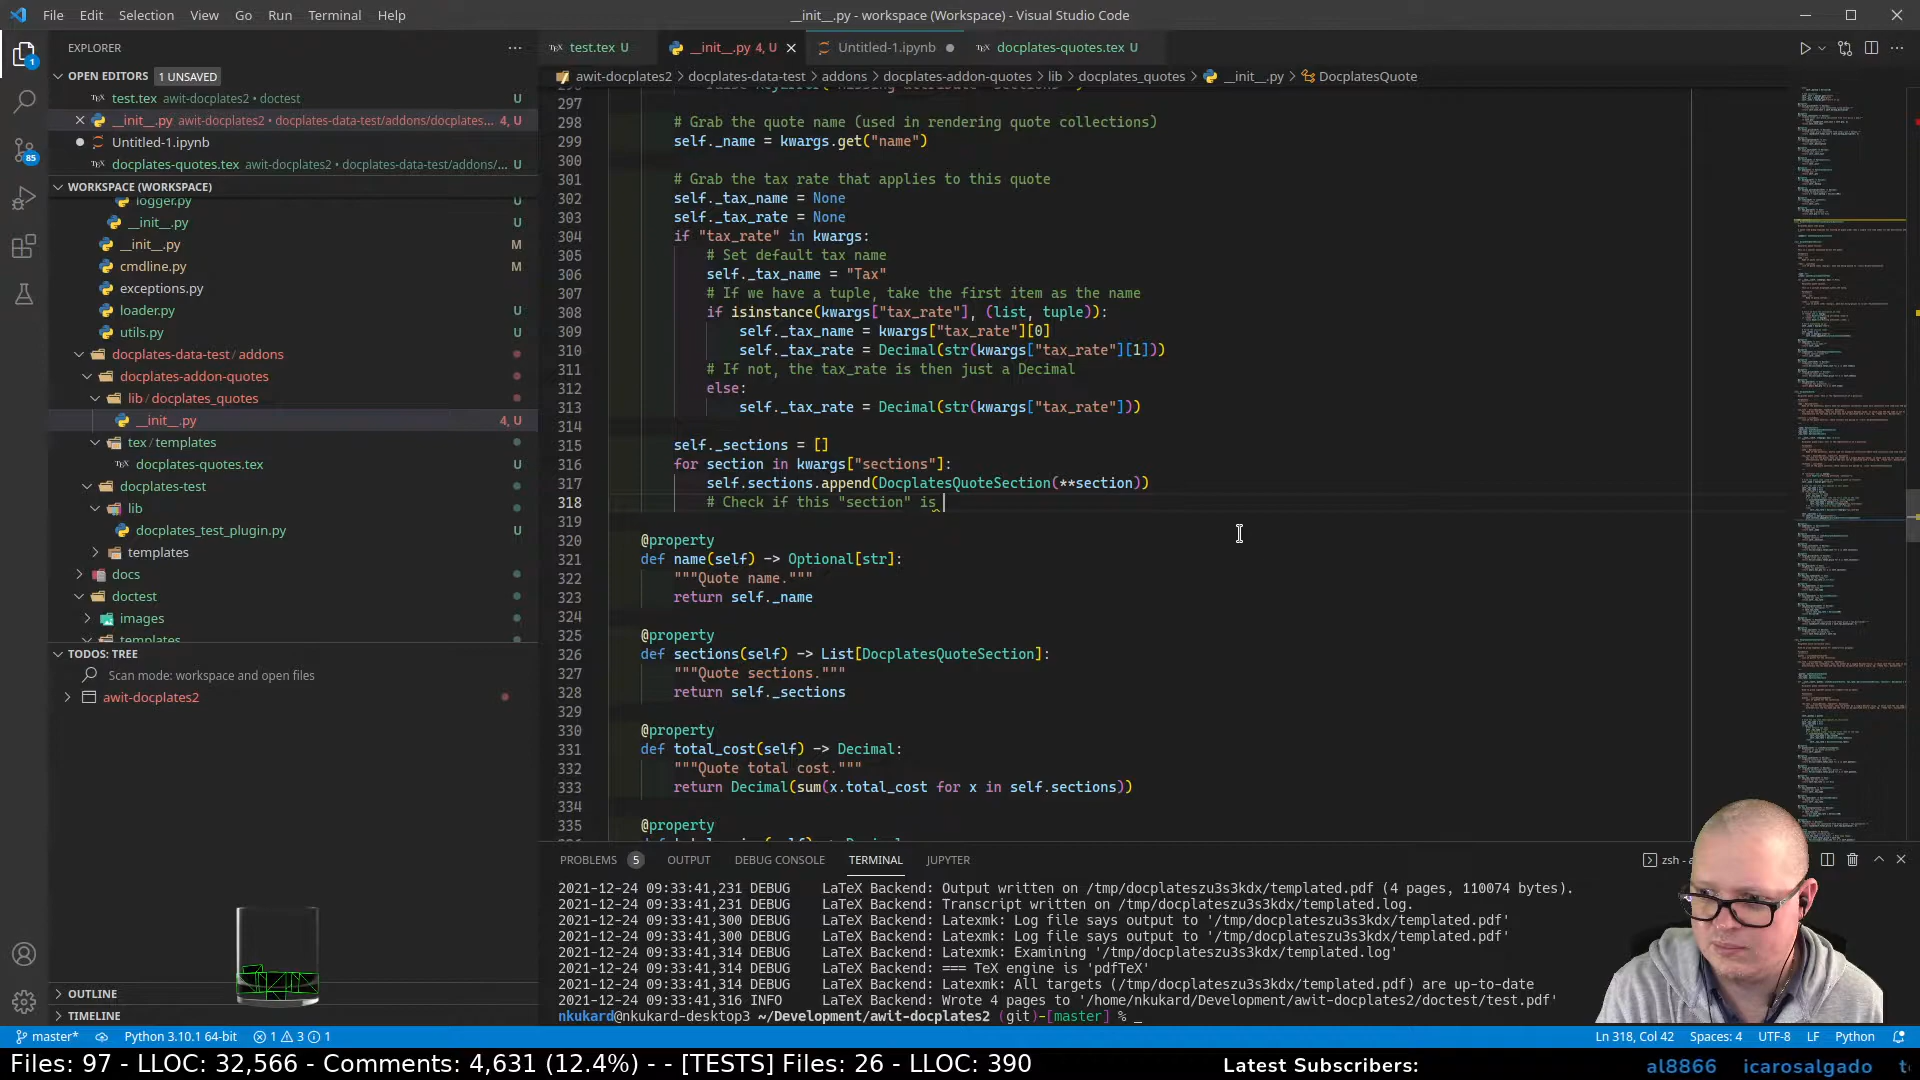 File Edit Selection View Go Run Terminal Help
__init__.py - workspace (Workspace) - Visual Studio Code
EXPLORER
OPEN EDITORS 1 UNSAVED
test.tex awit-docplates2 • doctest U
__init__.py awit-docplates2 • docplates-data-test/addons/docplates... 4, U
Untitled-1.ipynb
docplates-quotes.tex awit-docplates2 • docplates-data-test/addons/... U
WORKSPACE (WORKSPACE)
logger.py U
__init__.py U
__init__.py M
cmdline.py M
exceptions.py
loader.py U
utils.py U
docplates-data-test / addons
docplates-addon-quotes
lib / docplates_quotes
__init__.py 4, U
tex / templates
docplates-quotes.tex U
docplates-test
lib
docplates_test_plugin.py U
templates
docs
doctest
images
templates
TODOS: TREE
Scan mode: workspace and open files
awit-docplates2
OUTLINE
TIMELINE
1
85
test.tex U __init__.py 4, U Untitled-1.ipynb docplates-quotes.tex U
awit-docplates2 > docplates-data-test > addons > docplates-addon-quotes > lib > docplates_quotes > __init__.py > DocplatesQuote
297
298 # Grab the quote name (used in rendering quote collections)
299 self._name = kwargs.get("name")
300
301 # Grab the tax rate that applies to this quote
302 self._tax_name = None
303 self._tax_rate = None
304 if "tax_rate" in kwargs:
305 # Set default tax name
306 self._tax_name = "Tax"
307 # If we have a tuple, take the first item as the name
308 if isinstance(kwargs["tax_rate"], (list, tuple)):
309 self._tax_name = kwargs["tax_rate"][0]
310 self._tax_rate = Decimal(str(kwargs["tax_rate"][1]))
311 # If not, the tax_rate is then just a Decimal
312 else:
313 self._tax_rate = Decimal(str(kwargs["tax_rate"]))
314
315 self._sections = []
316 for section in kwargs["sections"]:
317 self.sections.append(DocplatesQuoteSection(**section))
318 # Check if this "section" is
319
320 @property
321 def name(self) -> Optional[str]:
322 """Quote name."""
323 return self._name
324
325 @property
326 def sections(self) -> List[DocplatesQuoteSection]:
327 """Quote sections."""
328 return self._sections
329
330 @property
331 def total_cost(self) -> Decimal:
332 """Quote total cost."""
333 return Decimal(sum(x.total_cost for x in self.sections))
334
335 @property
PROBLEMS 5 OUTPUT DEBUG CONSOLE TERMINAL JUPYTER
zsh - a
2021-12-24 09:33:41,231 DEBUG LaTeX Backend: Output written on /tmp/docplateszu3s3kdx/templated.pdf (4 pages, 110074 bytes).
2021-12-24 09:33:41,231 DEBUG LaTeX Backend: Transcript written on /tmp/docplateszu3s3kdx/templated.log.
2021-12-24 09:33:41,300 DEBUG LaTeX Backend: Latexmk: Log file says output to '/tmp/docplateszu3s3kdx/templated.pdf'
2021-12-24 09:33:41,300 DEBUG LaTeX Backend: Latexmk: Log file says output to '/tmp/docplateszu3s3kdx/templated.pdf'
2021-12-24 09:33:41,314 DEBUG LaTeX Backend: Latexmk: Examining '/tmp/docplateszu3s3kdx/templated.log'
2021-12-24 09:33:41,314 DEBUG LaTeX Backend: === TeX engine is 'pdfTeX'
2021-12-24 09:33:41,314 DEBUG LaTeX Backend: Latexmk: All targets (/tmp/docplateszu3s3kdx/templated.pdf) are up-to-date
2021-12-24 09:33:41,316 INFO LaTeX Backend: Wrote 4 pages to '/home/nkukard/Development/awit-docplates2/doctest/test.pdf'
nkukard@nkukard-desktop3 ~/Development/awit-docplates2 (git)-[master] % _
master* Python 3.10.1 64-bit 1 3 1
Ln 318, Col 42 Spaces: 4 UTF-8 LF Python
Files: 97 - LLOC: 32,566 - Comments: 4,631 (12.4%) - - [TESTS] Files: 26 - LLOC: 390
Latest Subscribers: al8866 icarosalgado